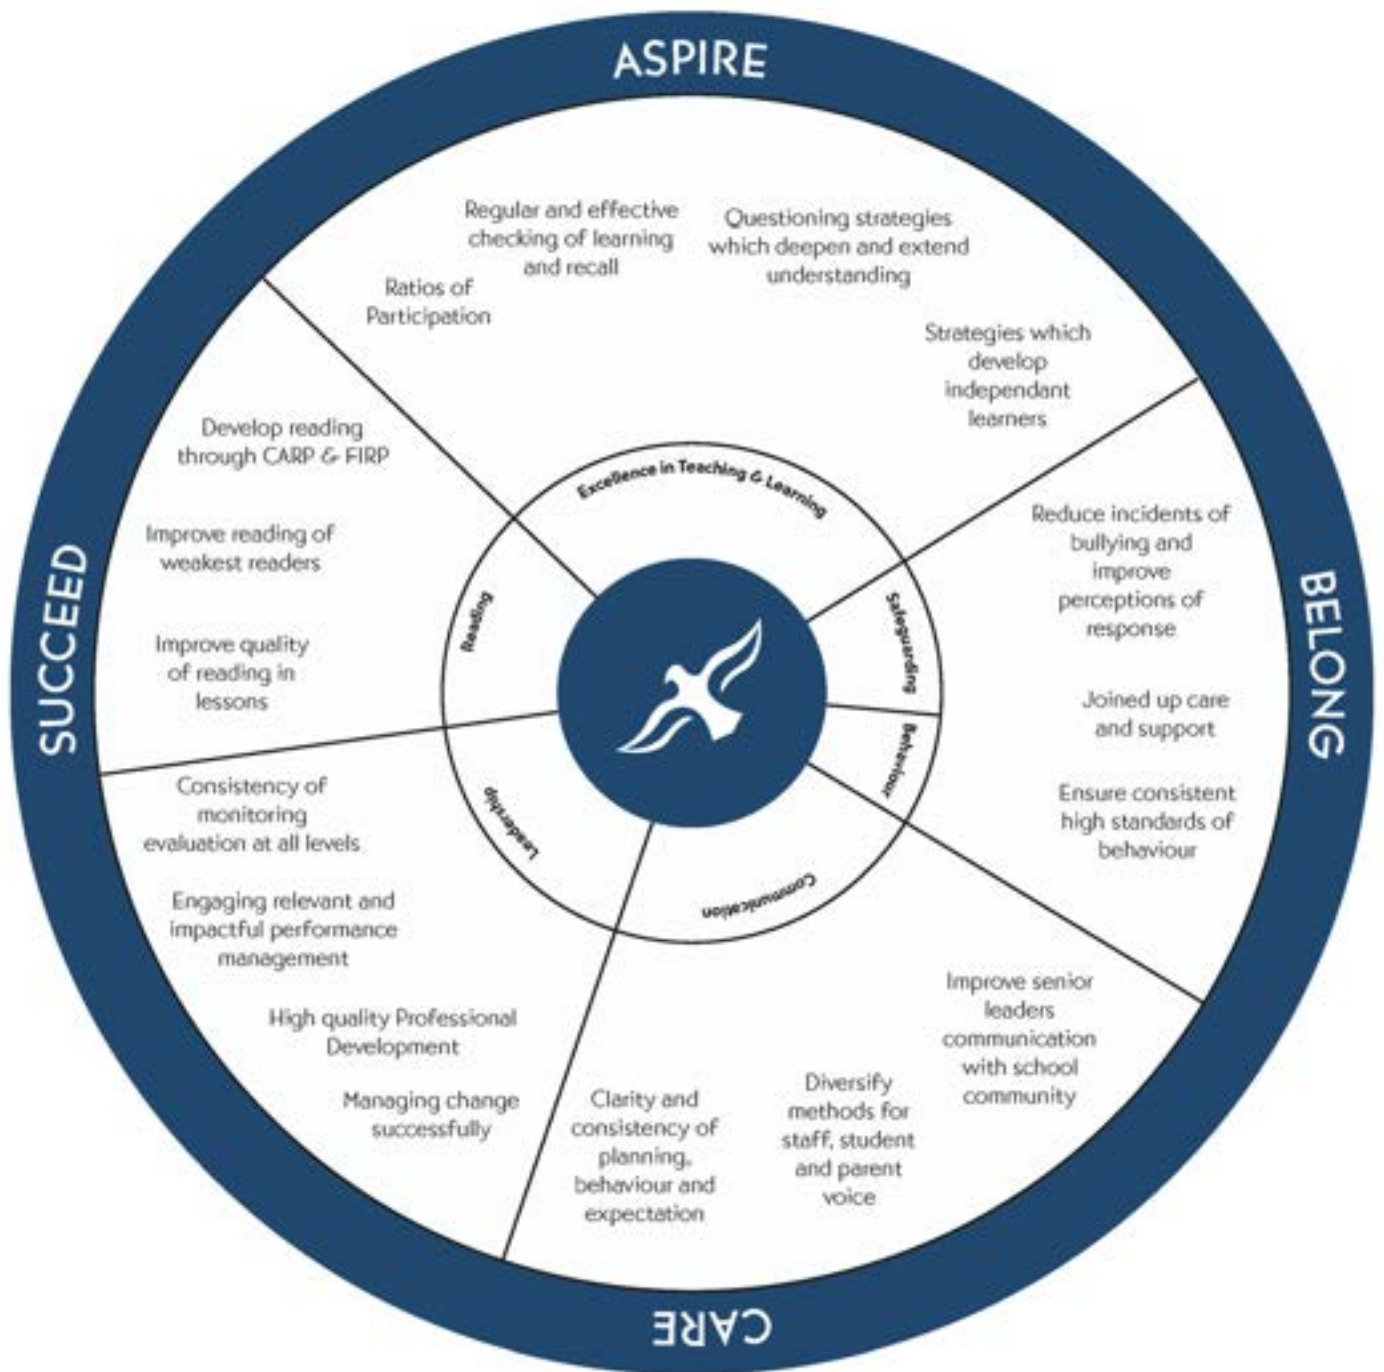 ASPIRE
Regular and effective
checking of learning
and recall
Questioning strategies
which deepen and extend
understanding
Ratios of
Participation
Strategies which
develop
independant
learners
Excellence in Teaching & Learning
BELONG
Reduce incidents of
bullying and
improve
perceptions of
response
Joined up care
and support
Ensure consistent
high standards of
behaviour
Safeguarding
Behaviour
CARE
Improve senior
leaders
communication
with school
community
Diversify
methods for
staff, student
and parent
voice
Clarity and
consistency of
planning,
behaviour and
expectation
Communication
SUCCEED
Develop reading
through CARP & FIRP
Improve reading of
weakest readers
Improve quality
of reading in
lessons
Reading
Consistency of
monitoring
evaluation at all levels
Engaging relevant and
impactful performance
management
High quality Professional
Development
Managing change
successfully
Leadership